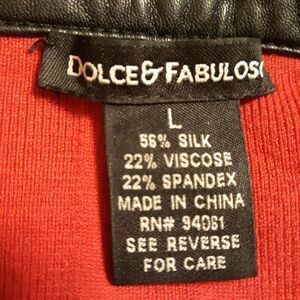 DOLCE & FABULOSO
L
56% SILK
22% VISCOSE
22% SPANDEX
MADE IN CHINA
RN# 94061
SEE REVERSE
FOR CARE